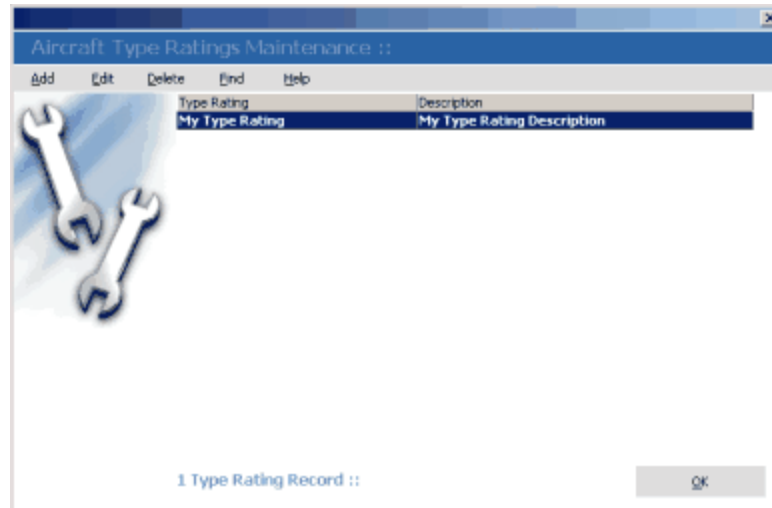 Aircraft Type Ratings Maintenance ::
Add Edit Delete Find Help
Type Rating Description
My Type Rating My Type Rating Description
1 Type Rating Record ::
OK